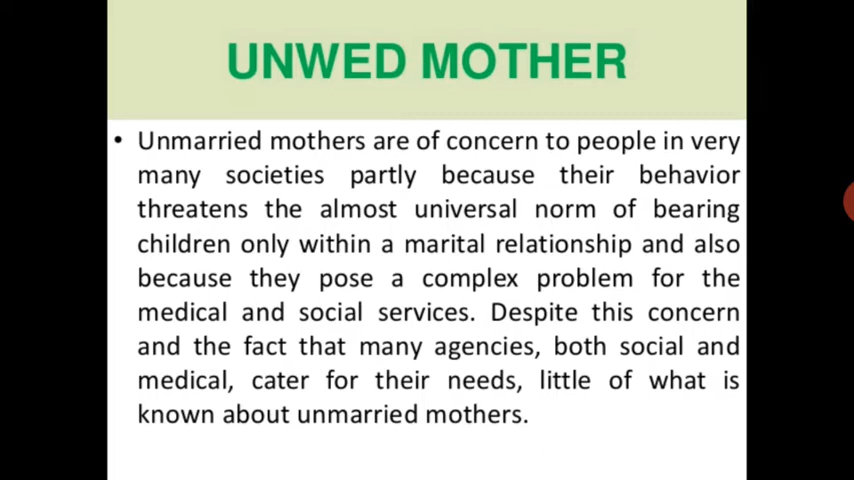 UNWED MOTHER
• Unmarried mothers are of concern to people in very
many societies partly because their behavior
threatens the almost universal norm of bearing
children only within a marital relationship and also
because they pose a complex problem for the
medical and social services. Despite this concern
and the fact that many agencies, both social and
medical, cater for their needs, little of what is
known about unmarried mothers.